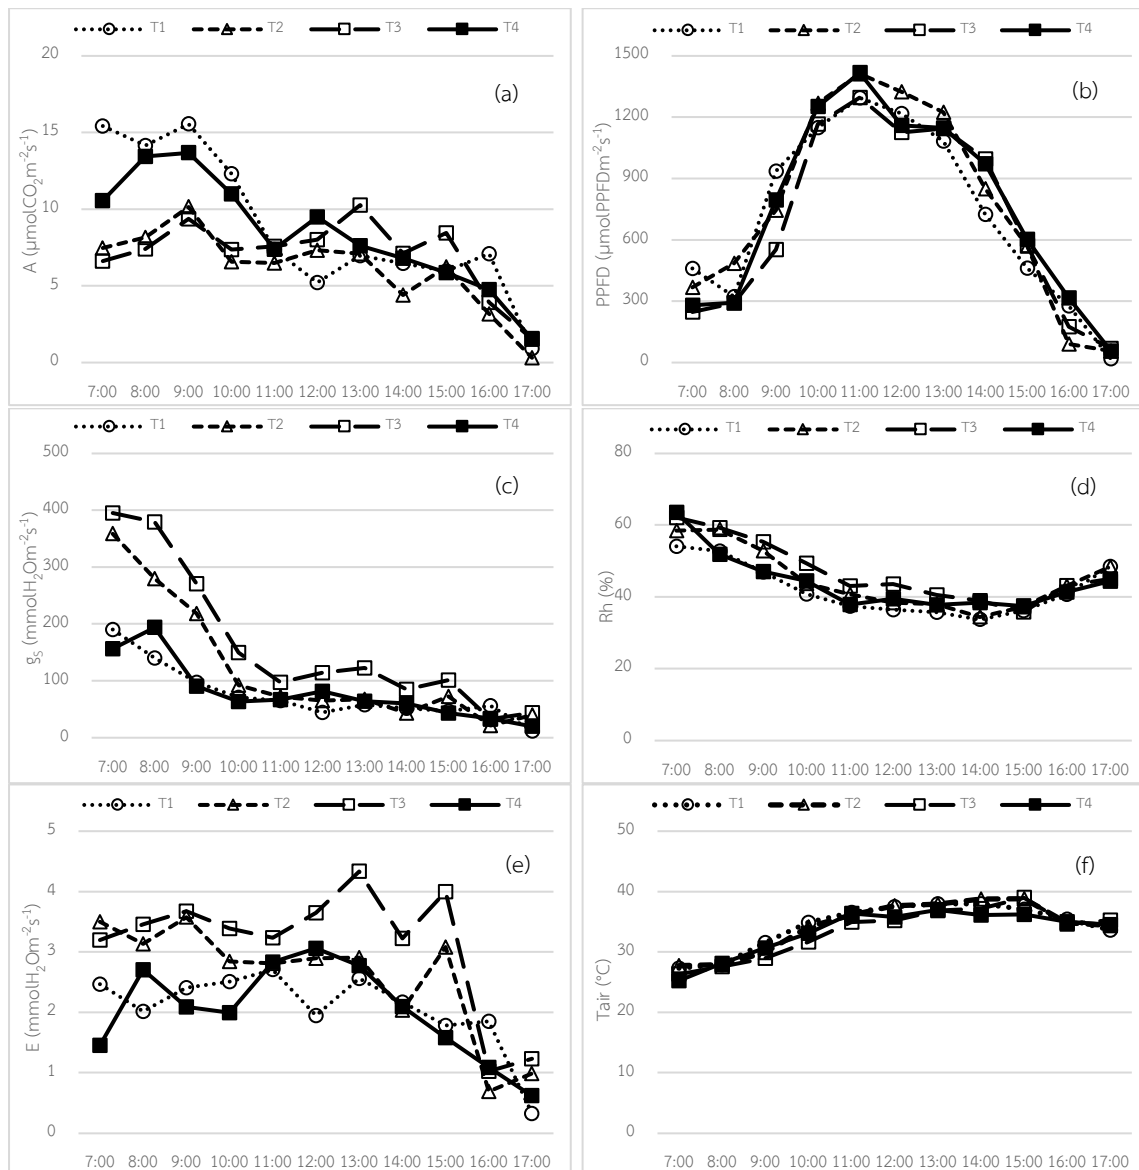 T1 T2 T3 T4
20
15
10
5
0
A (μmolCO₂m⁻²s⁻¹)
(a)
7:00 8:00 9:00 10:00 11:00 12:00 13:00 14:00 15:00 16:00 17:00
T1 T2 T3 T4
1500
1200
900
600
300
0
PPFD (μmolPPFDm⁻²s⁻¹)
(b)
7:00 8:00 9:00 10:00 11:00 12:00 13:00 14:00 15:00 16:00 17:00
T1 T2 T3 T4
500
400
300
200
100
0
gS (mmolH₂Om⁻²s⁻¹)
(c)
7:00 8:00 9:00 10:00 11:00 12:00 13:00 14:00 15:00 16:00 17:00
T1 T2 T3 T4
80
60
40
20
0
Rh (%)
(d)
7:00 8:00 9:00 10:00 11:00 12:00 13:00 14:00 15:00 16:00 17:00
T1 T2 T3 T4
5
4
3
2
1
0
E (mmolH₂Om⁻²s⁻¹)
(e)
7:00 8:00 9:00 10:00 11:00 12:00 13:00 14:00 15:00 16:00 17:00
T1 T2 T3 T4
50
40
30
20
10
0
Tair (°C)
(f)
7:00 8:00 9:00 10:00 11:00 12:00 13:00 14:00 15:00 16:00 17:00